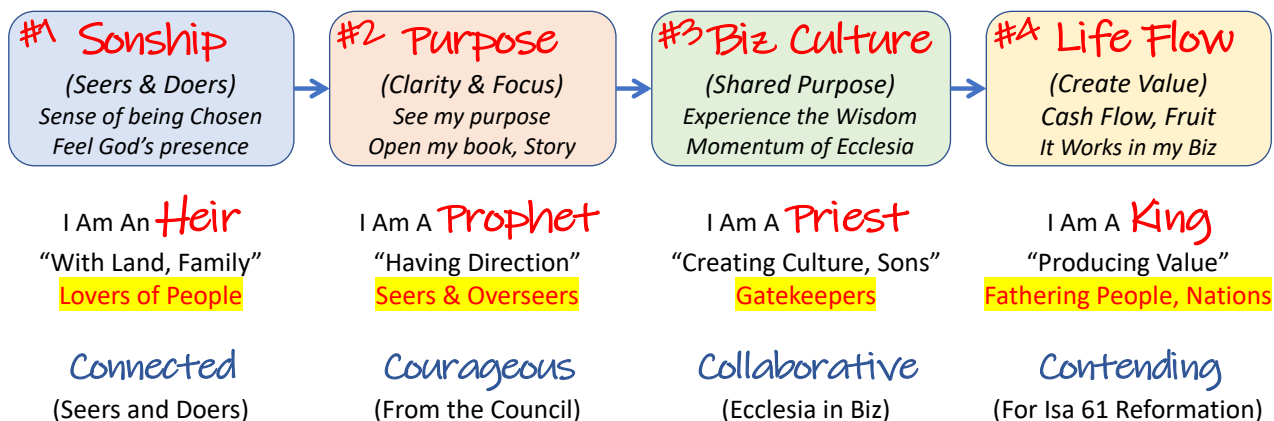 #1 Sonship
(Seers & Doers)
Sense of being Chosen
Feel God’s presence
#2 Purpose
(Clarity & Focus)
See my purpose
Open my book, Story
#3 Biz Culture
(Shared Purpose)
Experience the Wisdom
Momentum of Ecclesia
#4 Life Flow
(Create Value)
Cash Flow, Fruit
It Works in my Biz
I Am An Heir
“With Land, Family”
Lovers of People
I Am A Prophet
“Having Direction”
Seers & Overseers
I Am A Priest
“Creating Culture, Sons”
Gatekeepers
I Am A King
“Producing Value”
Fathering People, Nations
Connected
(Seers and Doers)
Courageous
(From the Council)
Collaborative
(Ecclesia in Biz)
Contending
(For Isa 61 Reformation)